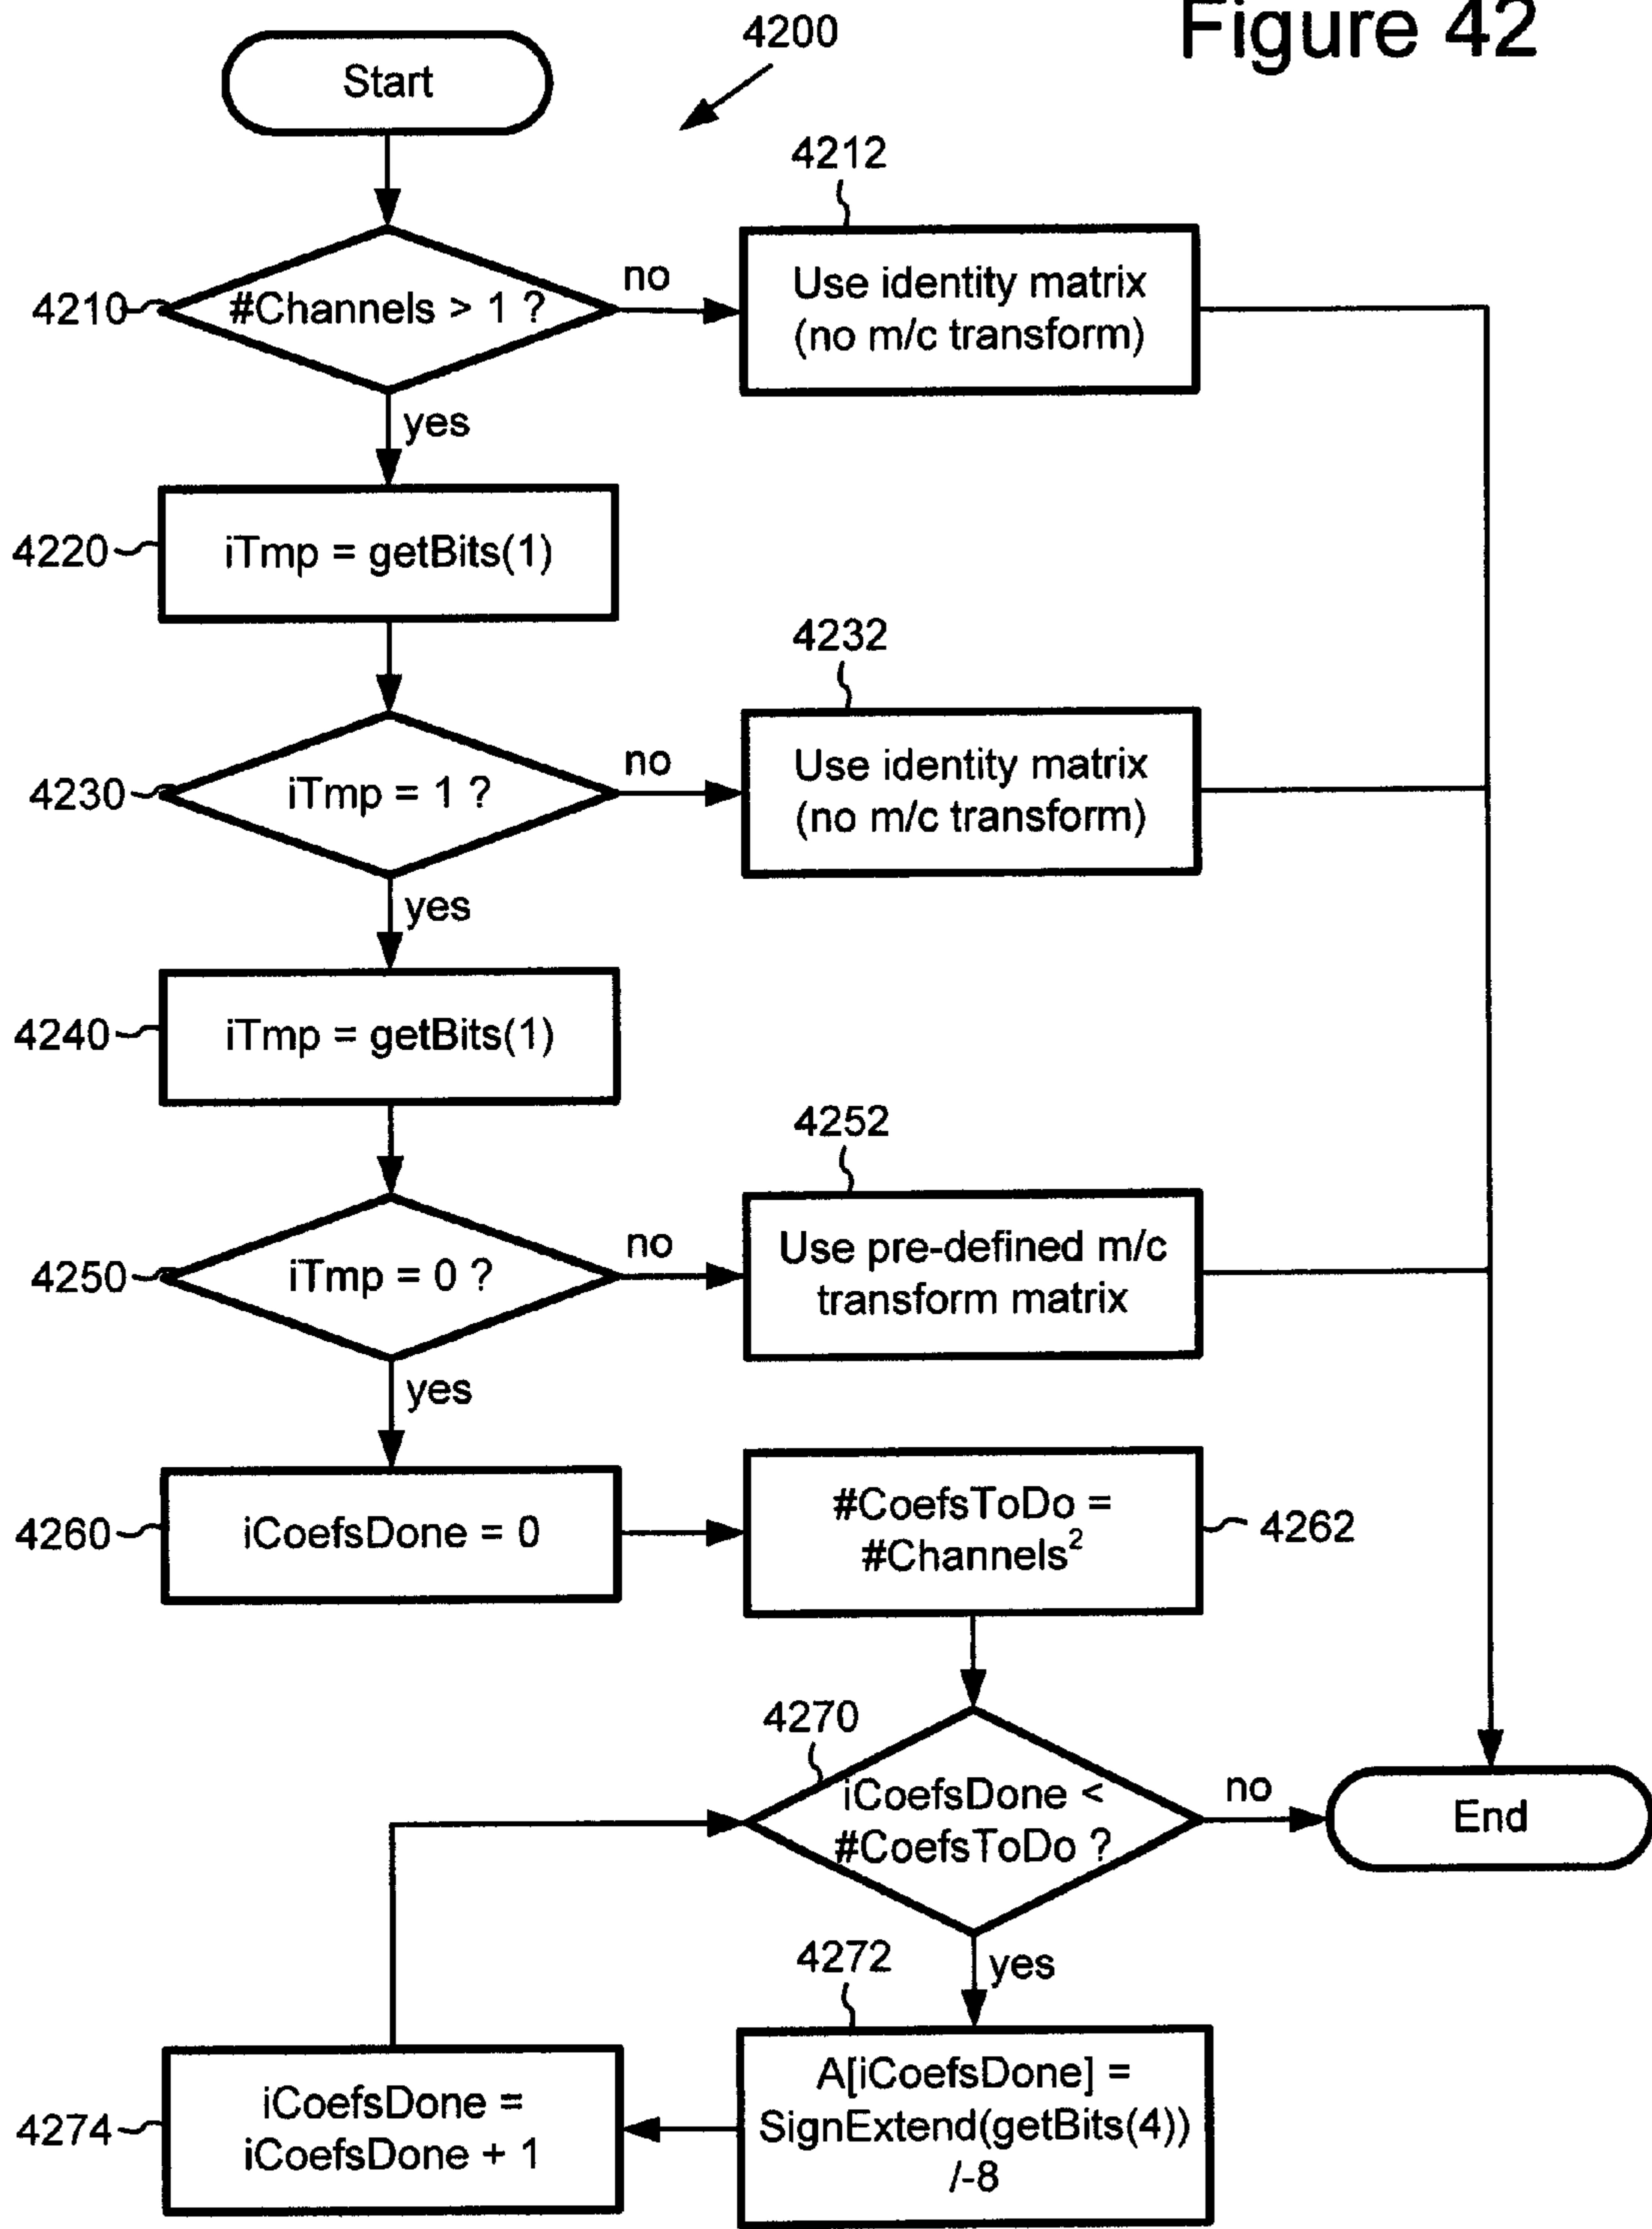 Figure 42
4200
Start
4210
#Channels > 1 ?
no
4212
Use identity matrix
(no m/c transform)
yes
4220
iTmp = getBits(1)
4230
iTmp = 1 ?
no
4232
Use identity matrix
(no m/c transform)
yes
4240
iTmp = getBits(1)
4250
iTmp = 0 ?
no
4252
Use pre-defined m/c
transform matrix
yes
4260
iCoefsDone = 0
#CoefsToDo =
#Channels²
4262
4270
iCoefsDone <
#CoefsToDo ?
no
End
yes
4272
A[iCoefsDone] =
SignExtend(getBits(4))
/-8
4274
iCoefsDone =
iCoefsDone + 1